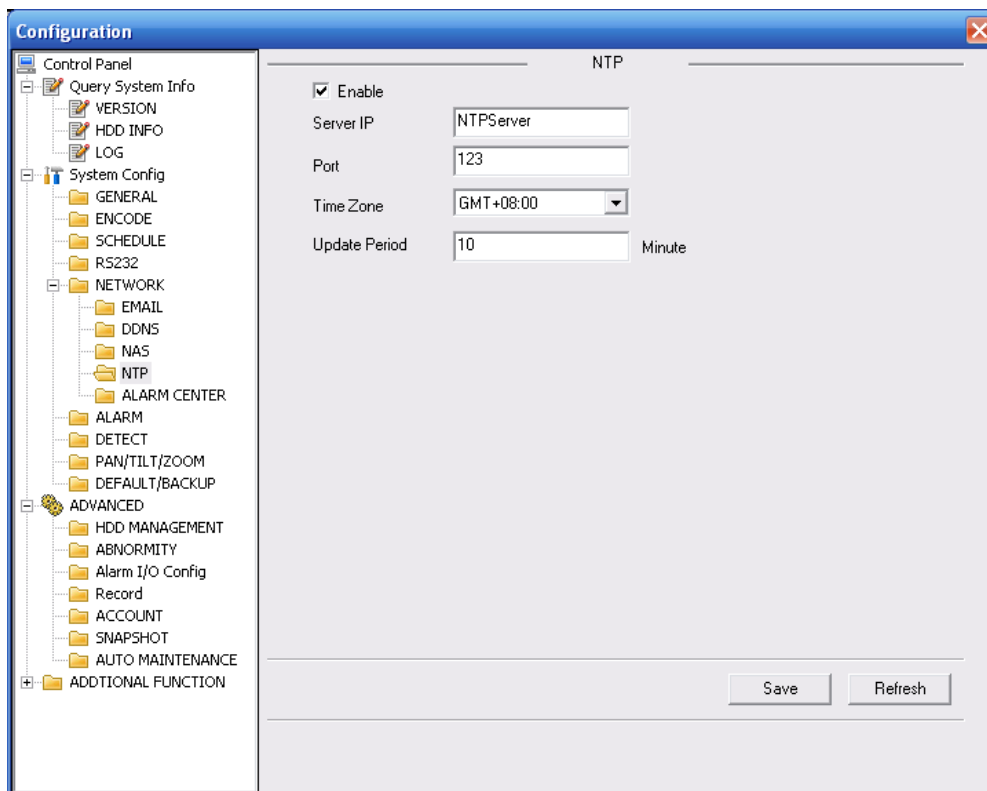 Configuration
Control Panel
Query System Info
VERSION
HDD INFO
LOG
System Config
GENERAL
ENCODE
SCHEDULE
RS232
NETWORK
EMAIL
DDNS
NAS
NTP
ALARM CENTER
ALARM
DETECT
PAN/TILT/ZOOM
DEFAULT/BACKUP
ADVANCED
HDD MANAGEMENT
ABNORMITY
Alarm I/O Config
Record
ACCOUNT
SNAPSHOT
AUTO MAINTENANCE
ADDTIONAL FUNCTION
NTP
Enable
Server IP NTPServer
Port 123
Time Zone GMT+08:00
Update Period 10 Minute
Save Refresh